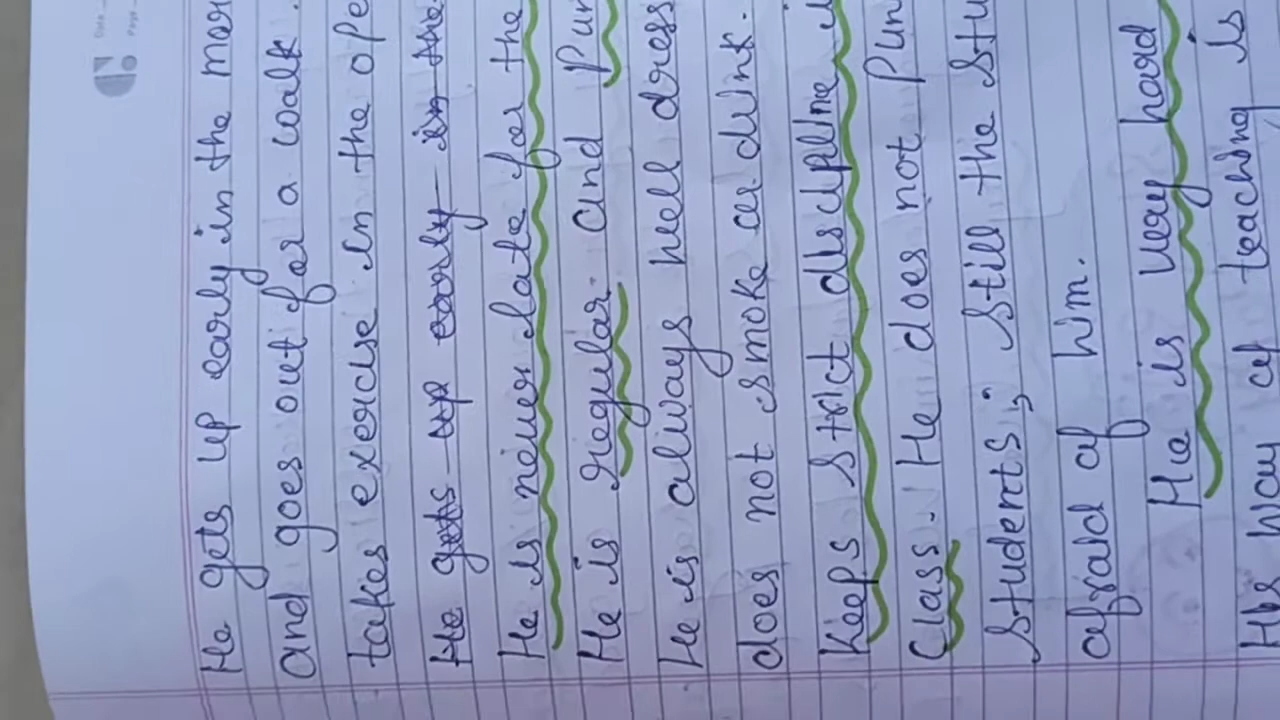 Date
Page
He gets up early in the mor
and goes out for a walk.
takes exercise in the ope
He gets up early in the
He is never late for the
He is regular and Pun
He is always well dress
does not smoke or drink.
Keeps strict discipline i
Class. He does not Pun
students; still the stu
afraid of him.
He is very hard
His way of teaching is